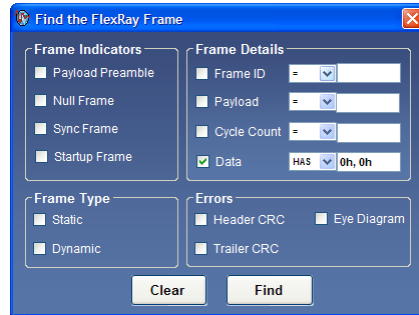 Find the FlexRay Frame
Frame Indicators
Payload Preamble
Null Frame
Sync Frame
Startup Frame
Frame Details
Frame ID =
Payload =
Cycle Count =
Data HAS 0h, 0h
Frame Type
Static
Dynamic
Errors
Header CRC Eye Diagram
Trailer CRC
Clear Find